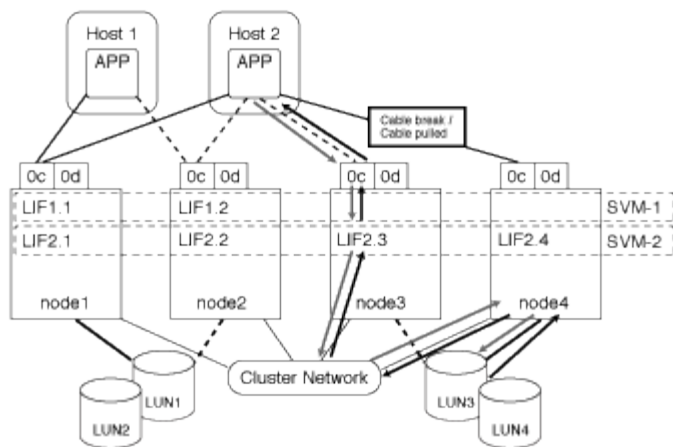 Host 1
Host 2
APP
APP
Cable break /
Cable pulled
0c 0d
0c 0d
0c 0d
0c 0d
LIF1.1
LIF1.2
SVM-1
LIF2.1
LIF2.2
LIF2.3
LIF2.4
SVM-2
node1
node2
node3
node4
Cluster Network
LUN1
LUN2
LUN3
LUN4